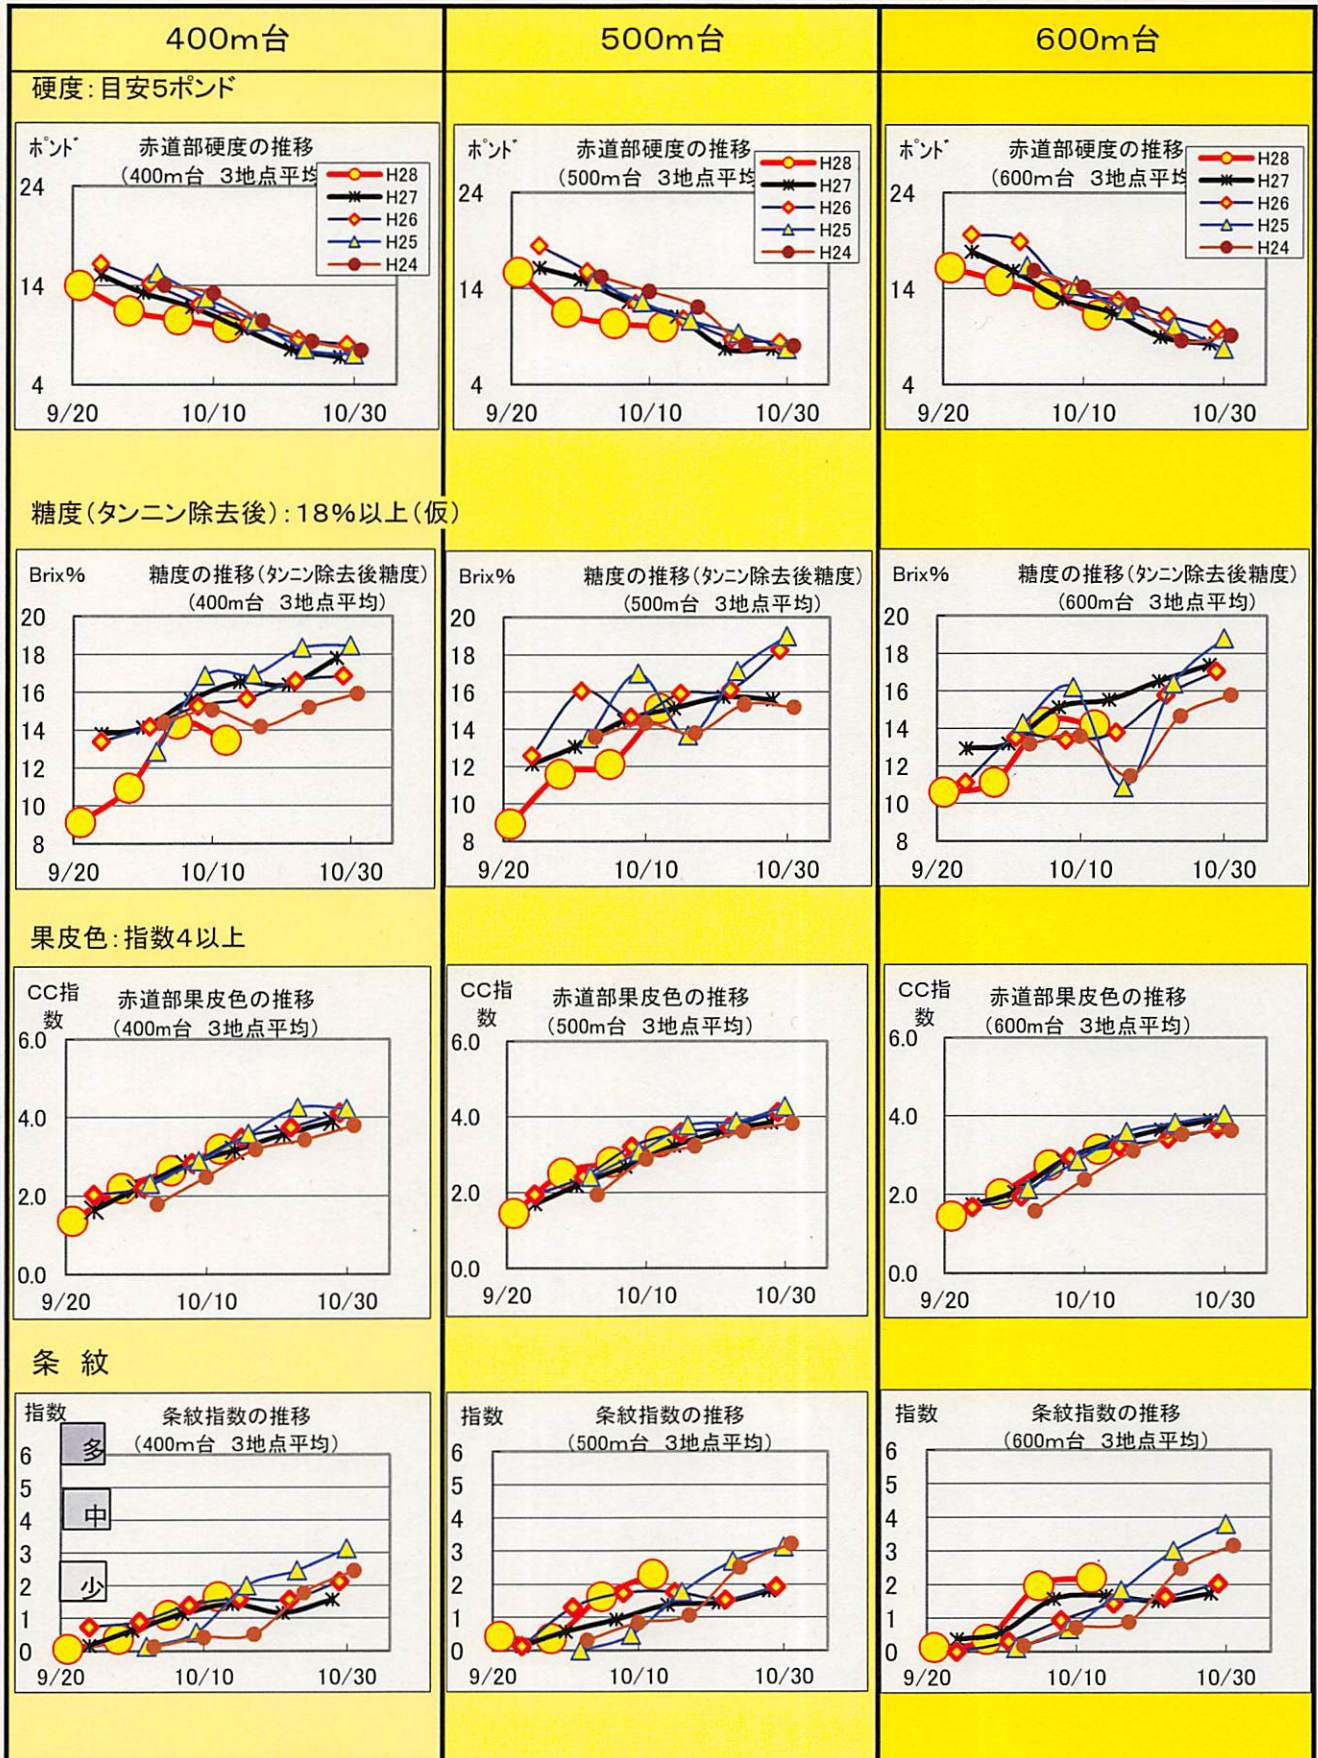 400m台
500m台
600m台
硬度：目安5ポンド
ポンド
赤道部硬度の推移
（400m台 3地点平均
H28
H27
H26
H25
H24
24
14
4
9/20
10/10
10/30
ポンド
赤道部硬度の推移
（500m台 3地点平均
H28
H27
H26
H25
H24
24
14
4
9/20
10/10
10/30
ポンド
赤道部硬度の推移
（600m台 3地点平均
H28
H27
H26
H25
H24
24
14
4
9/20
10/10
10/30
糖度（タンニン除去後）：18%以上（仮）
Brix%
糖度の推移（タンニン除去後糖度）
（400m台 3地点平均）
20
18
16
14
12
10
8
9/20
10/10
10/30
Brix%
糖度の推移（タンニン除去後糖度）
（500m台 3地点平均）
20
18
16
14
12
10
8
9/20
10/10
10/30
Brix%
糖度の推移（タンニン除去後糖度）
（600m台 3地点平均）
20
18
16
14
12
10
8
9/20
10/10
10/30
果皮色：指数4以上
CC指
数
赤道部果皮色の推移
（400m台 3地点平均）
6.0
4.0
2.0
0.0
9/20
10/10
10/30
CC指
数
赤道部果皮色の推移
（500m台 3地点平均）
6.0
4.0
2.0
0.0
9/20
10/10
10/30
CC指
数
赤道部果皮色の推移
（600m台 3地点平均）
6.0
4.0
2.0
0.0
9/20
10/10
10/30
条 紋
指数
条紋指数の推移
（400m台 3地点平均）
多
中
少
6
5
4
3
2
1
0
9/20
10/10
10/30
指数
条紋指数の推移
（500m台 3地点平均）
6
5
4
3
2
1
0
9/20
10/10
10/30
指数
条紋指数の推移
（600m台 3地点平均）
6
5
4
3
2
1
0
9/20
10/10
10/30